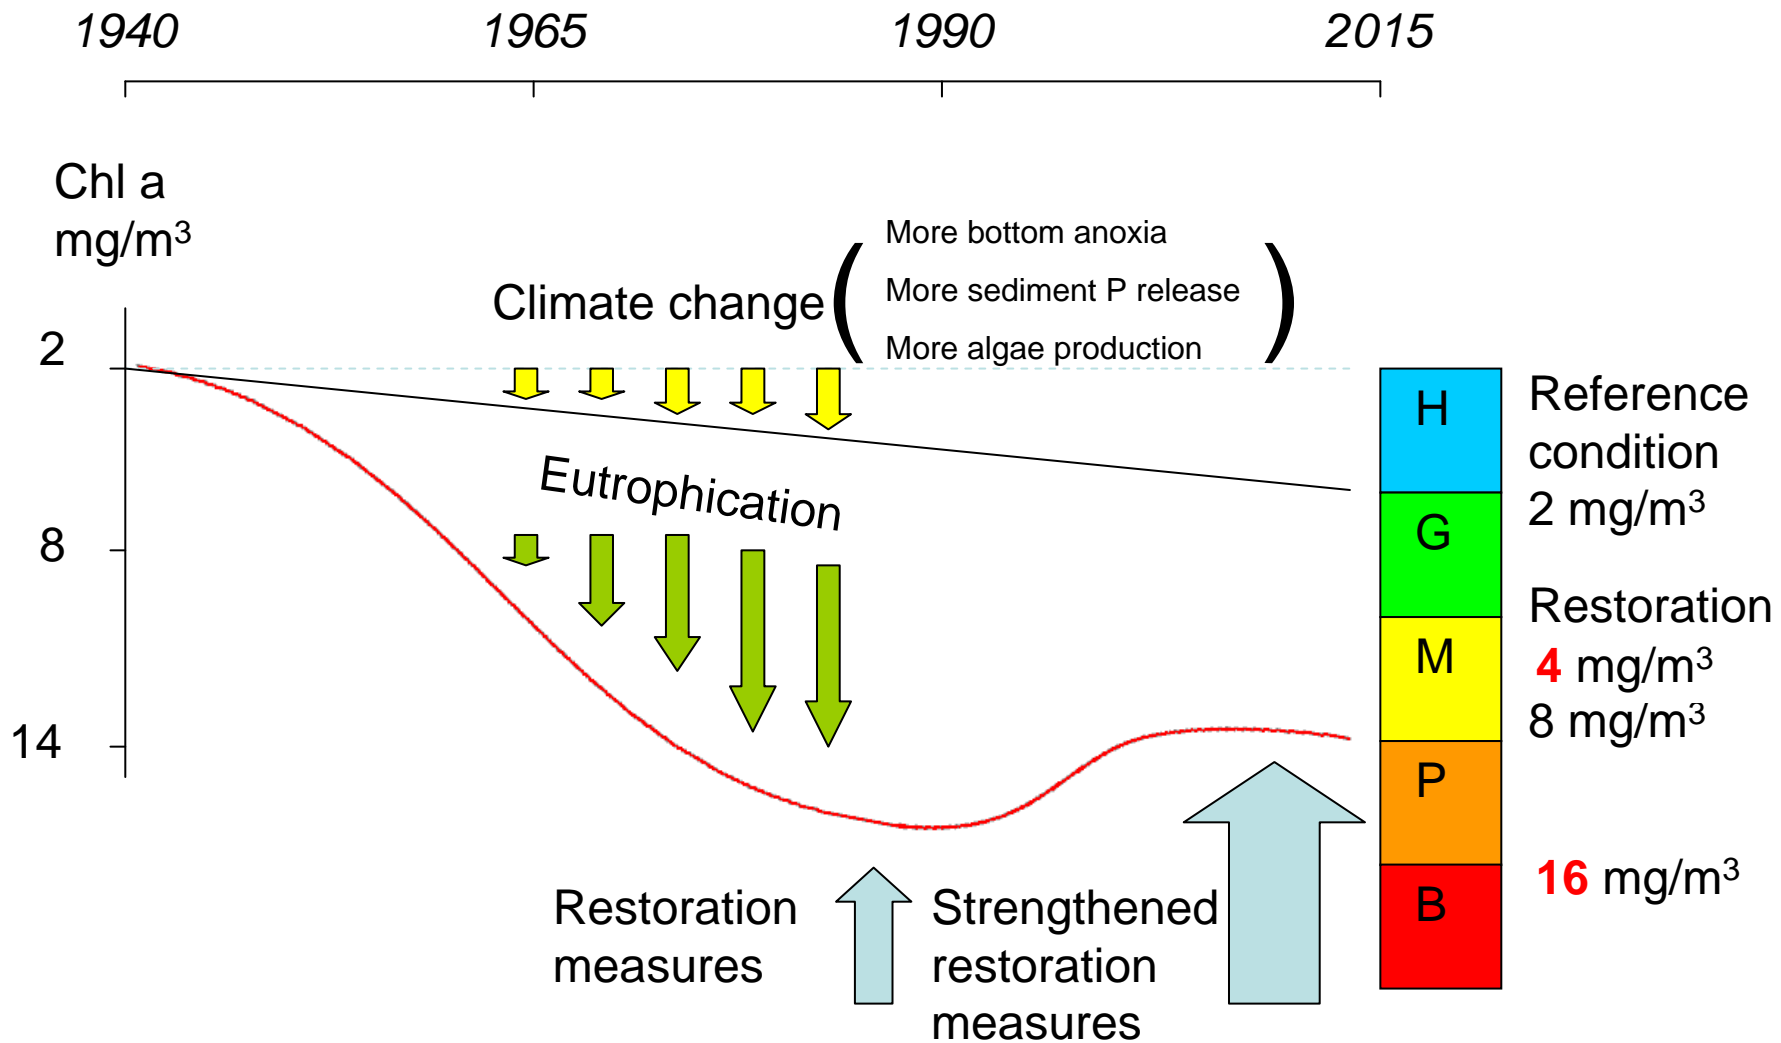 1940 1965 1990 2015
Chl a
mg/m³
More bottom anoxia
Climate change ( More sediment P release )
More algae production
2
8
14
Eutrophication
H
G
M
P
B
Reference
condition
2 mg/m³
Restoration
4 mg/m³
8 mg/m³
16 mg/m³
Restoration
measures
Strengthened
restoration
measures